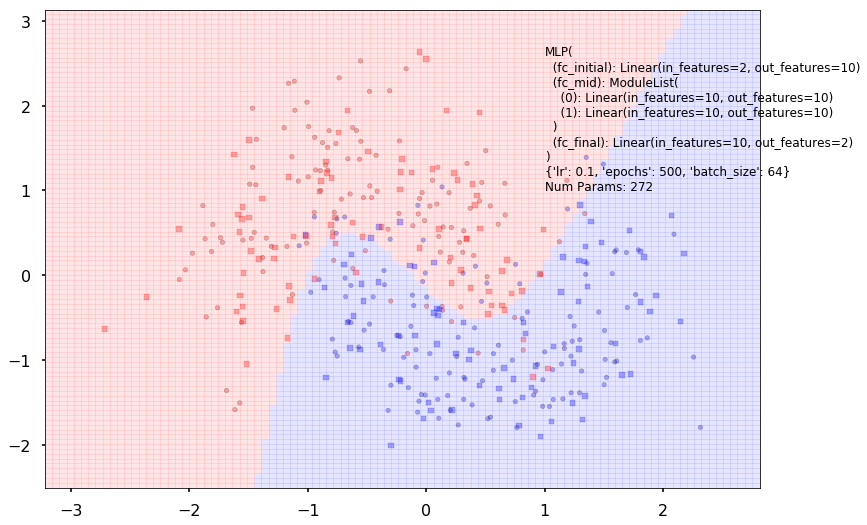 3
2
1
0
−1
−2
MLP(
  (fc_initial): Linear(in_features=2, out_features=10)
  (fc_mid): ModuleList(
    (0): Linear(in_features=10, out_features=10)
    (1): Linear(in_features=10, out_features=10)
  )
  (fc_final): Linear(in_features=10, out_features=2)
)
{'lr': 0.1, 'epochs': 500, 'batch_size': 64}
Num Params: 272
−3 −2 −1 0 1 2